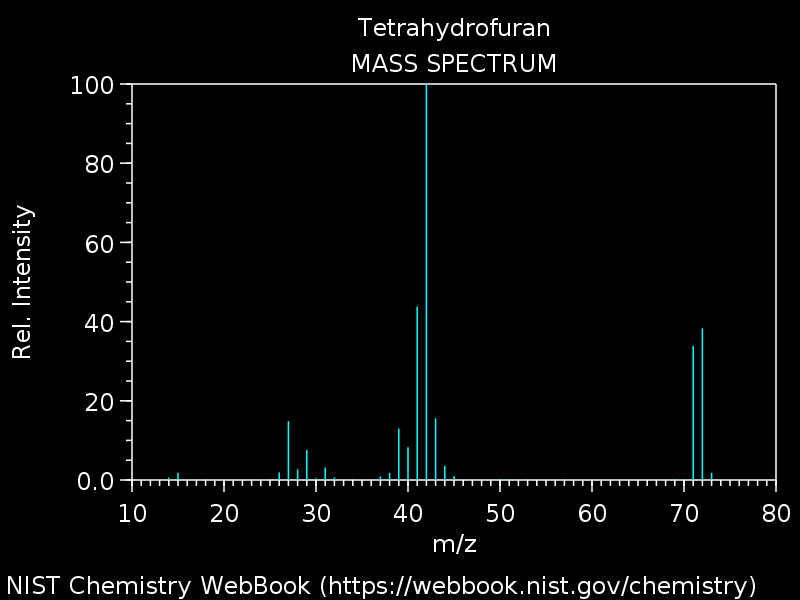 Tetrahydrofuran
MASS SPECTRUM
Rel. Intensity
100
80
60
40
20
0.0
10 20 30 40 50 60 70 80
m/z
NIST Chemistry WebBook (https://webbook.nist.gov/chemistry)